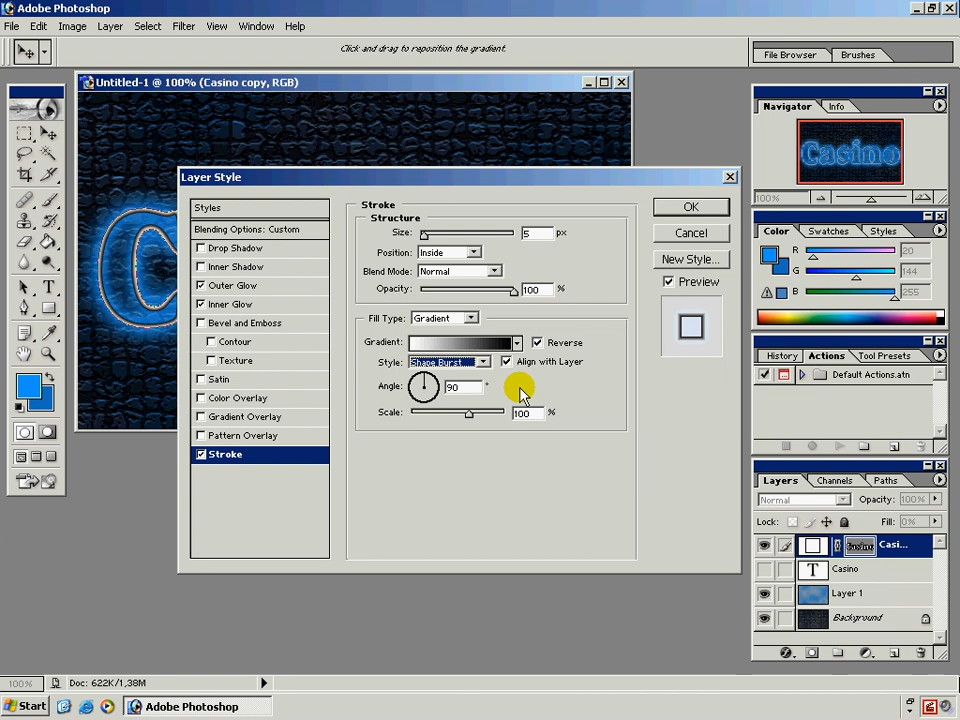 Adobe Photoshop
File Edit Image Layer Select Filter View Window Help
Click and drag to reposition the gradient.
File Browser Brushes
Untitled-1 @ 100% (Casino copy, RGB)
Navigator Info
Casino
100%
Layer Style
Styles
Blending Options: Custom
Drop Shadow
Inner Shadow
Outer Glow
Inner Glow
Bevel and Emboss
Contour
Texture
Satin
Color Overlay
Gradient Overlay
Pattern Overlay
Stroke
Stroke
Structure
Size: 5 px
Position: Inside
Blend Mode: Normal
Opacity: 100 %
Fill Type: Gradient
Gradient: Reverse
Style: Shape Burst Align with Layer
Angle: 90 °
Scale: 100 %
OK
Cancel
New Style...
Preview
Color Swatches Styles
R 20
G 144
B 255
History Actions Tool Presets
Default Actions.atn
Layers Channels Paths
Normal Opacity: 100%
Lock: Fill: 0%
Casi...
T Casino
Layer 1
Background
100% Doc: 622K/1,38M
Start Adobe Photoshop